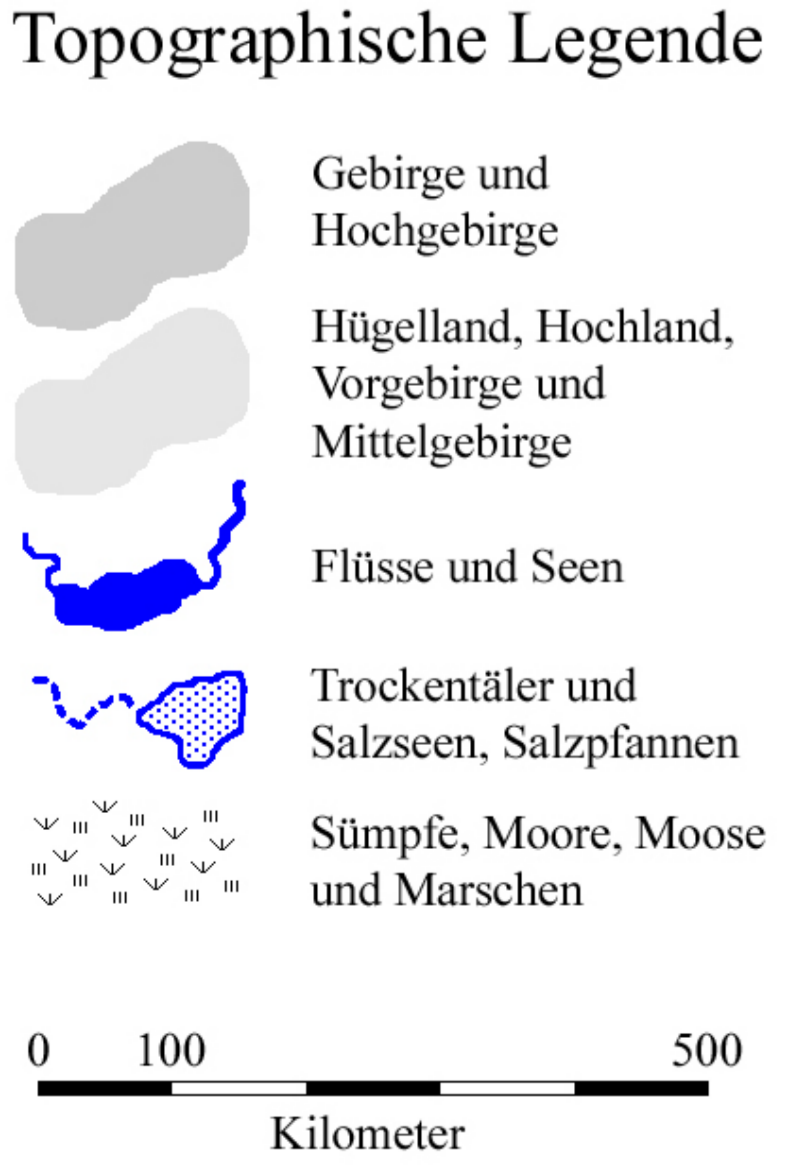 Topographische Legende
Gebirge und
Hochgebirge
Hügelland, Hochland,
Vorgebirge und
Mittelgebirge
Flüsse und Seen
Trockentäler und
Salzseen, Salzpfannen
Sümpfe, Moore, Moose
und Marschen
0 100 500
Kilometer